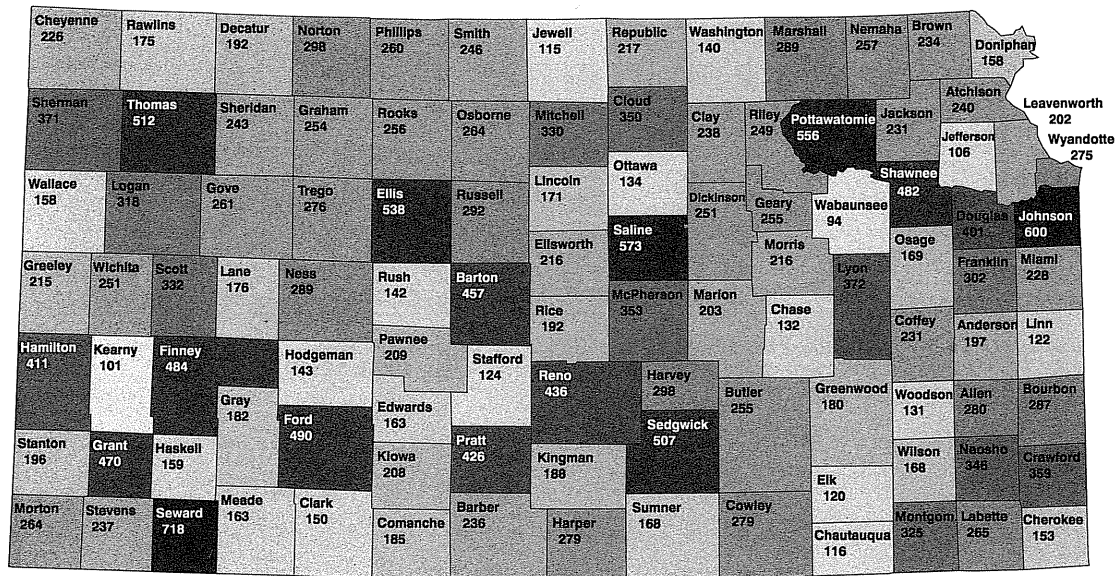 Cheyenne
226
Rawlins
175
Decatur
192
Norton
298
Phillips
260
Smith
246
Jewell
115
Republic
217
Washington
140
Marshall
289
Nemaha
257
Brown
234
Doniphan
158
Sherman
371
Thomas
512
Sheridan
243
Graham
254
Rooks
256
Osborne
264
Mitchell
330
Cloud
350
Clay
238
Riley
249
Pottawatomie
556
Jackson
231
Atchison
240
Jefferson
106
Leavenworth
202
Wyandotte
275
Wallace
158
Logan
318
Gove
261
Trego
276
Ellis
538
Russell
292
Lincoln
171
Ottawa
134
Saline
573
Dickinson
251
Geary
255
Wabaunsee
94
Shawnee
482
Douglas
401
Johnson
600
Greeley
215
Wichita
251
Scott
332
Lane
176
Ness
289
Rush
142
Barton
457
Ellsworth
216
Rice
192
McPherson
353
Marion
203
Morris
216
Chase
132
Lyon
372
Osage
169
Franklin
302
Miami
228
Hamilton
411
Kearny
101
Finney
484
Hodgeman
143
Pawnee
209
Stafford
124
Reno
436
Harvey
298
Butler
255
Greenwood
180
Coffey
231
Anderson
197
Linn
122
Gray
182
Ford
490
Edwards
163
Sedgwick
507
Woodson
131
Allen
280
Bourbon
287
Stanton
196
Grant
470
Haskell
159
Kiowa
208
Pratt
426
Kingman
188
Elk
120
Wilson
168
Naosho
346
Crawford
359
Morton
264
Stevens
237
Seward
718
Meade
163
Clark
150
Comanche
185
Barber
236
Harper
279
Sumner
168
Cowley
279
Chautauqua
116
Montgom
325
Labette
265
Cherokee
153